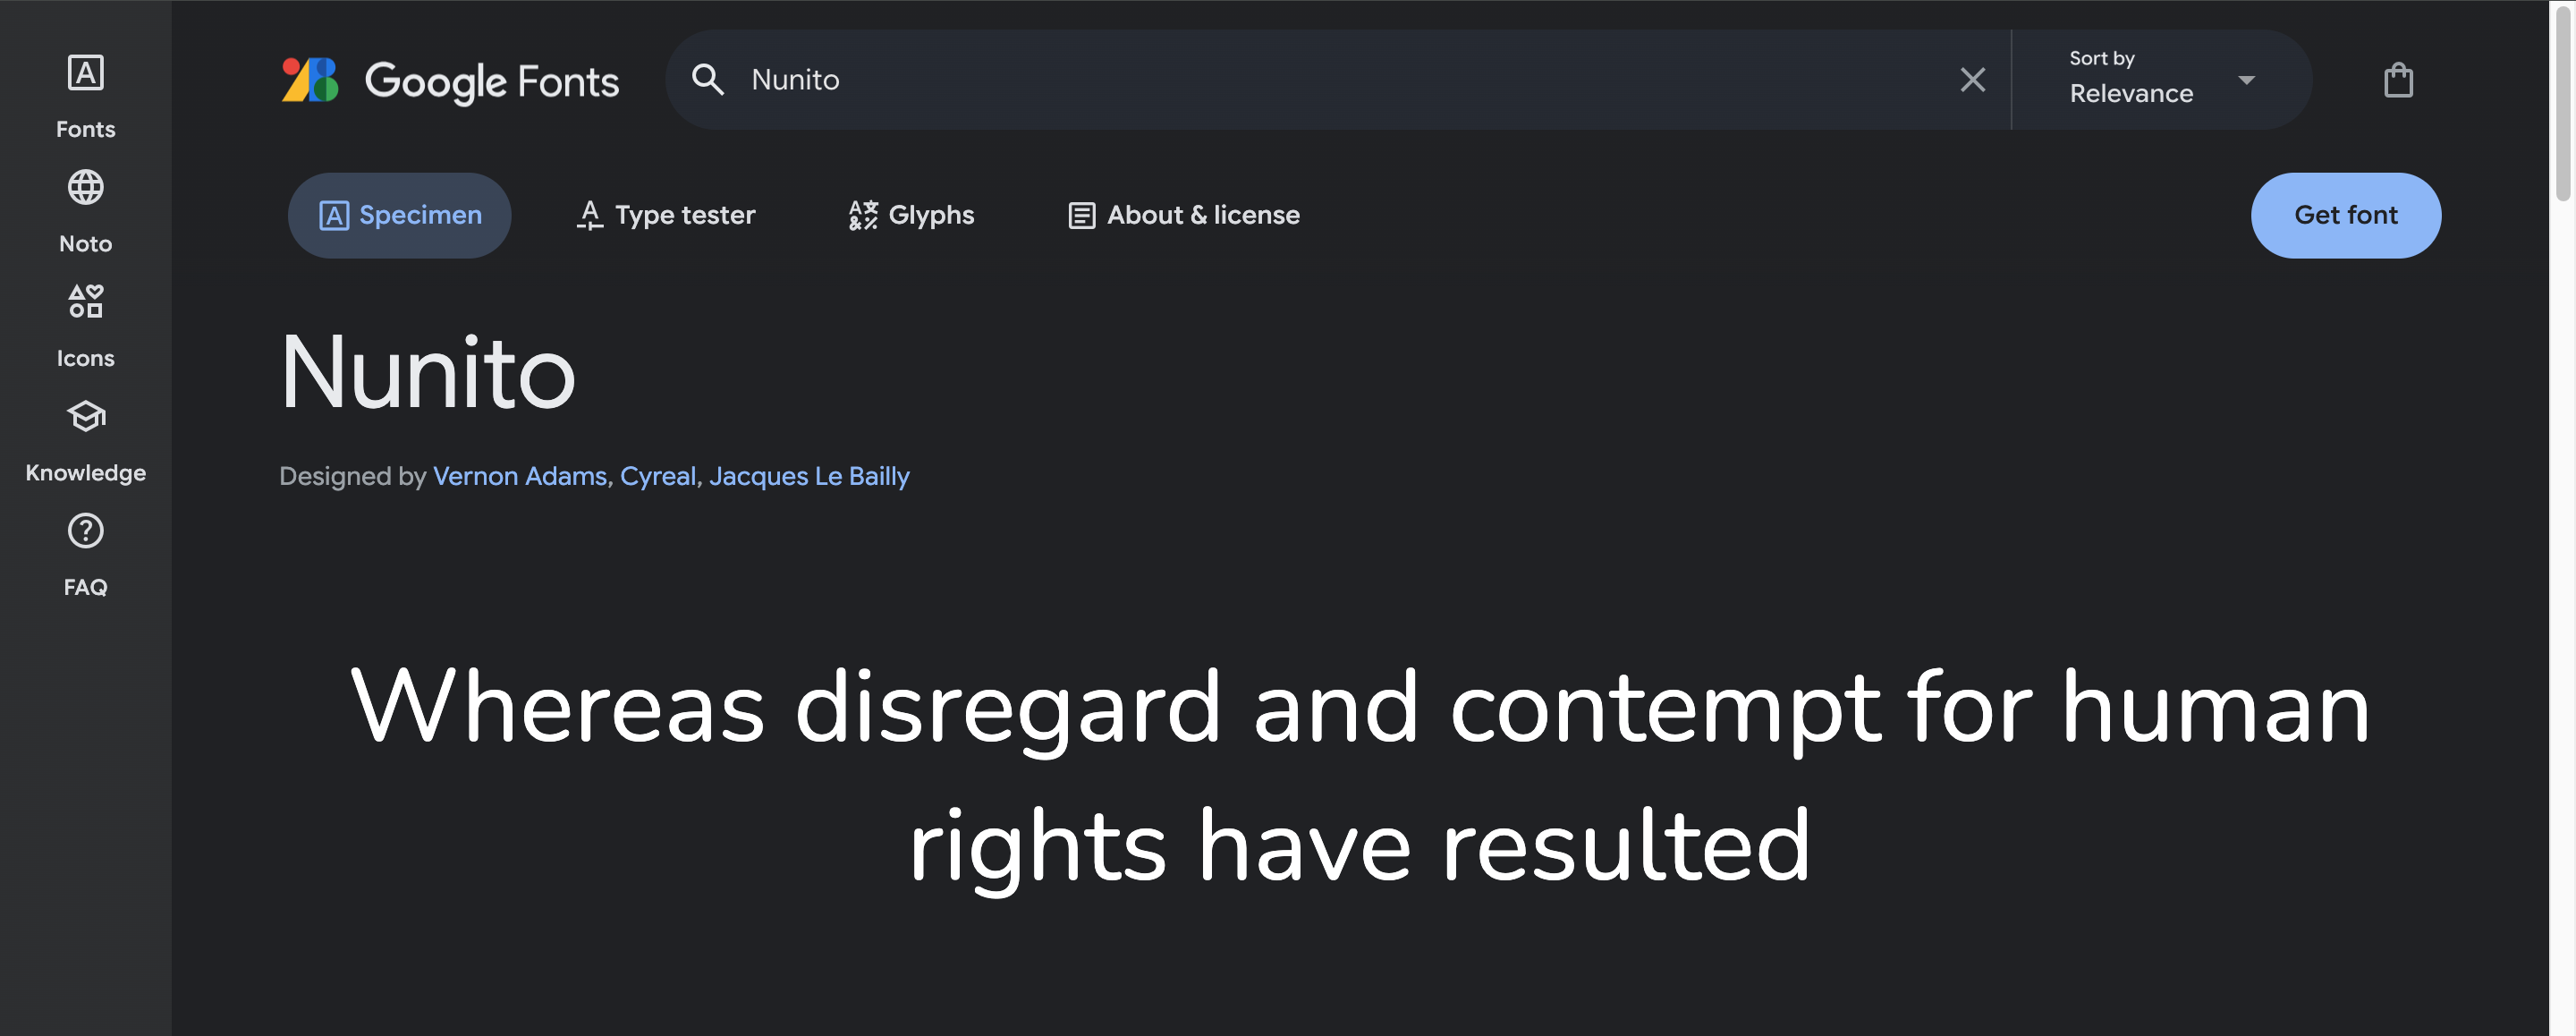 Fonts
Noto
Icons
Knowledge
FAQ
Google Fonts
Nunito
Sort by
Relevance
Specimen
Type tester
Glyphs
About & license
Get font
Nunito
Designed by Vernon Adams, Cyreal, Jacques Le Bailly
Whereas disregard and contempt for human
rights have resulted